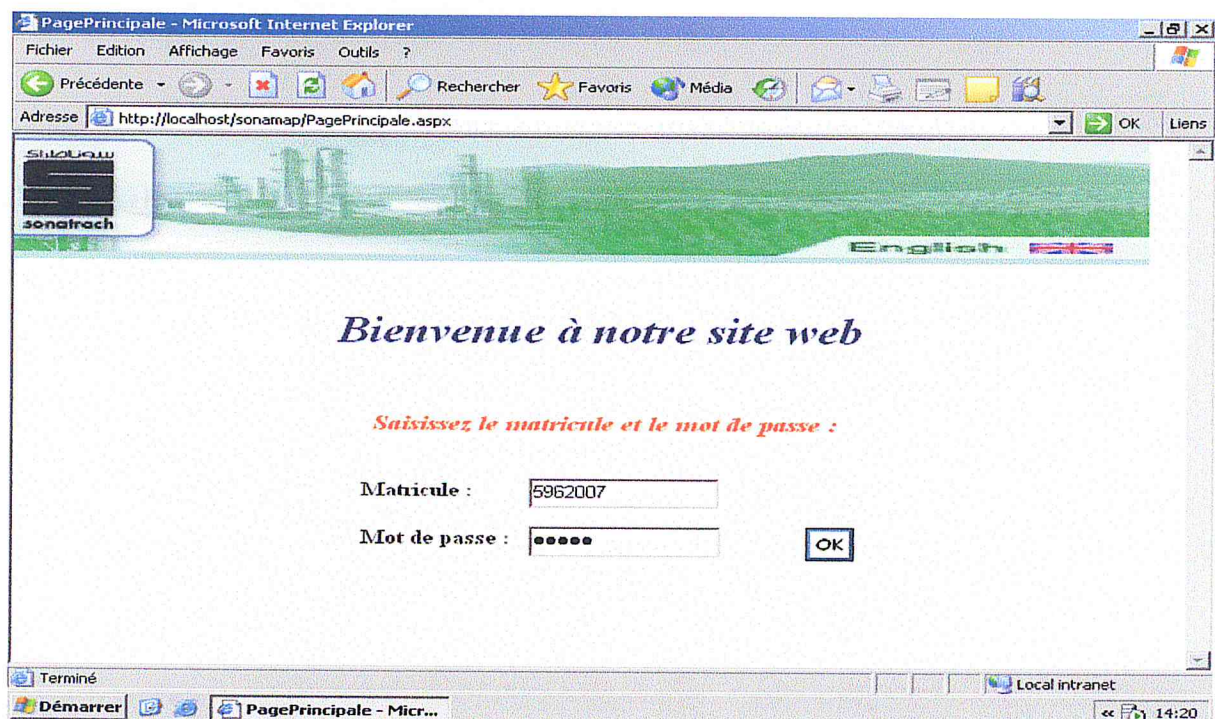 PagePrincipale - Microsoft Internet Explorer
Fichier Edition Affichage Favoris Outils ?
Précédente Rechercher Favoris Média
Adresse http://localhost/sonamap/PagePrincipale.aspx OK Liens
sonatrach
English
Bienvenue à notre site web
Saisissez le matricule et le mot de passe :
Matricule : 5962007
Mot de passe : ●●●●●
OK
Terminé Local intranet
Démarrer PagePrincipale - Micr... « 14:20